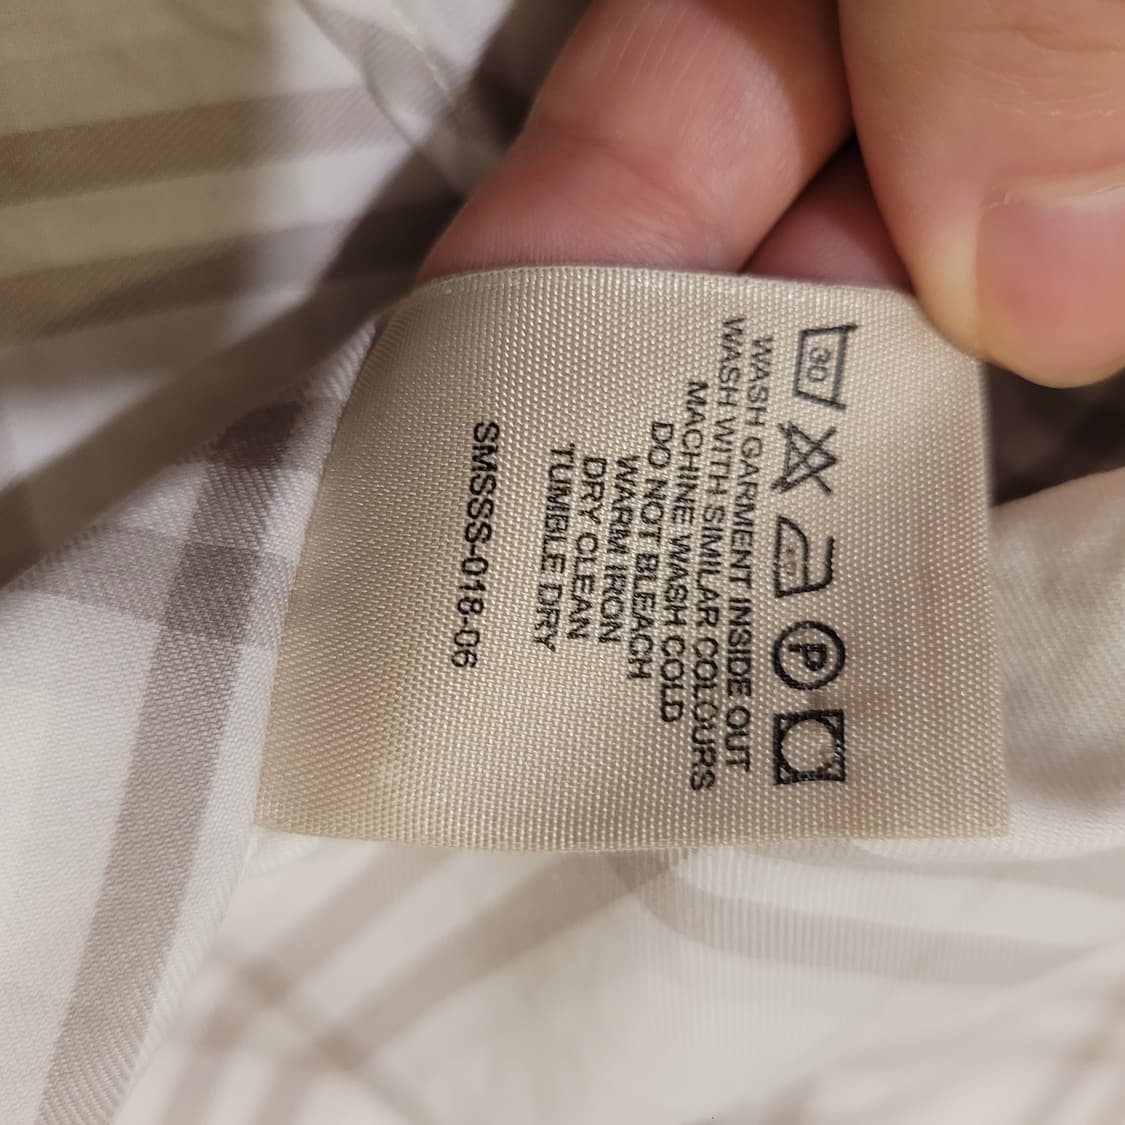 30
P
WASH GARMENT INSIDE OUT
WASH WITH SIMILAR COLOURS
MACHINE WASH COLD
DO NOT BLEACH
WARM IRON
DRY CLEAN
TUMBLE DRY
SMSSS-018-06